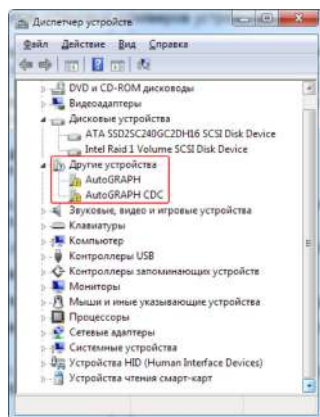 Диспетчер устройств
Файл Действие Вид Справка
DVD и CD-ROM дисководы
Видеоадаптеры
Дисковые устройства
ATA SSD2SC240GC2DH16 SCSI Disk Device
Intel Raid 1 Volume SCSI Disk Device
Другие устройства
AutoGRAPH
AutoGRAPH CDC
Звуковые, видео и игровые устройства
Клавиатуры
Компьютер
Контроллеры USB
Контроллеры запоминающих устройств
Мониторы
Мыши и иные указывающие устройства
Процессоры
Сетевые адаптеры
Системные устройства
Устройства HID (Human Interface Devices)
Устройства чтения смарт-карт